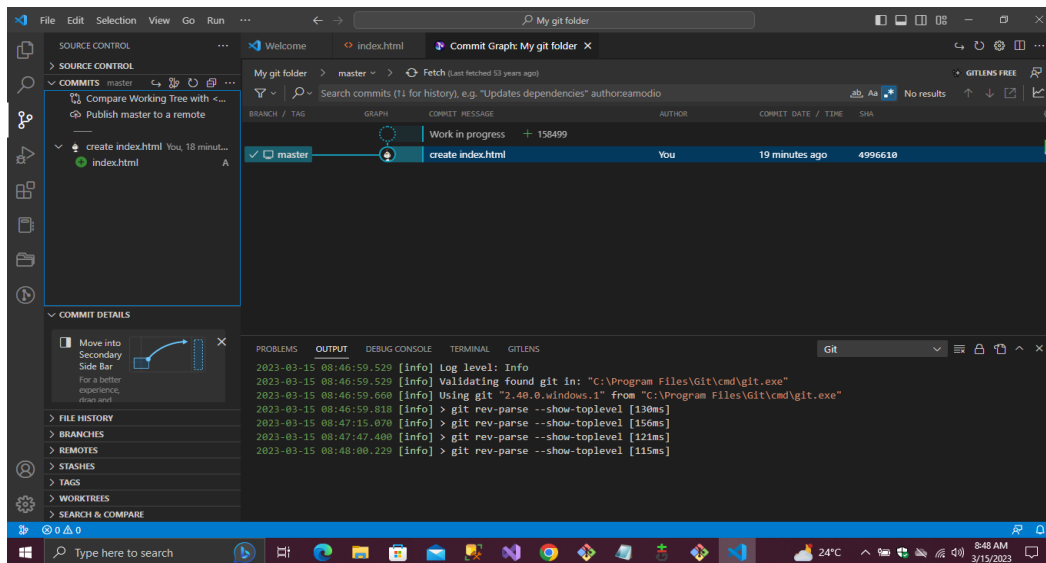 File Edit Selection View Go Run ···
My git folder
SOURCE CONTROL ···
Welcome
index.html
Commit Graph: My git folder
SOURCE CONTROL
COMMITS master
Compare Working Tree with <...
Publish master to a remote
create index.html You, 18 minut...
index.html A
COMMIT DETAILS
Move into
Secondary
Side Bar
For a better
experience,
drag and
FILE HISTORY
BRANCHES
REMOTES
STASHES
TAGS
WORKTREES
SEARCH & COMPARE
My git folder > master > Fetch (Last fetched 53 years ago)
GITLENS FREE
Search commits (↑↓ for history), e.g. "Updates dependencies" author:eamodio
ab, Aa .* No results
BRANCH / TAG GRAPH COMMIT MESSAGE AUTHOR COMMIT DATE / TIME SHA
Work in progress + 158499
master create index.html You 19 minutes ago 4996610
PROBLEMS OUTPUT DEBUG CONSOLE TERMINAL GITLENS
Git
2023-03-15 08:46:59.529 [info] Log level: Info
2023-03-15 08:46:59.529 [info] Validating found git in: "C:\Program Files\Git\cmd\git.exe"
2023-03-15 08:46:59.660 [info] Using git "2.40.0.windows.1" from "C:\Program Files\Git\cmd\git.exe"
2023-03-15 08:46:59.818 [info] > git rev-parse --show-toplevel [130ms]
2023-03-15 08:47:15.070 [info] > git rev-parse --show-toplevel [156ms]
2023-03-15 08:47:47.400 [info] > git rev-parse --show-toplevel [121ms]
2023-03-15 08:48:00.229 [info] > git rev-parse --show-toplevel [115ms]
0 0
Type here to search
24°C
8:48 AM
3/15/2023